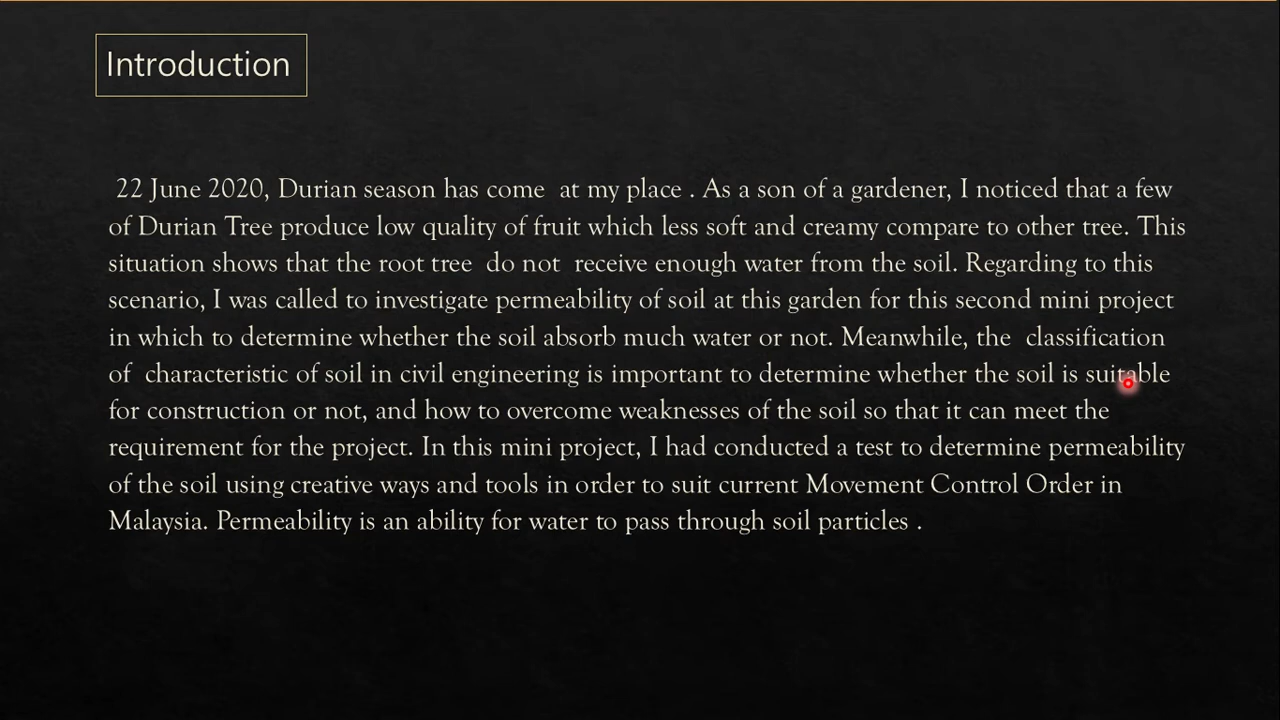 Introduction
22 June 2020, Durian season has come at my place . As a son of a gardener, I noticed that a few
of Durian Tree produce low quality of fruit which less soft and creamy compare to other tree. This
situation shows that the root tree do not receive enough water from the soil. Regarding to this
scenario, I was called to investigate permeability of soil at this garden for this second mini project
in which to determine whether the soil absorb much water or not. Meanwhile, the classification
of characteristic of soil in civil engineering is important to determine whether the soil is suitable
for construction or not, and how to overcome weaknesses of the soil so that it can meet the
requirement for the project. In this mini project, I had conducted a test to determine permeability
of the soil using creative ways and tools in order to suit current Movement Control Order in
Malaysia. Permeability is an ability for water to pass through soil particles .